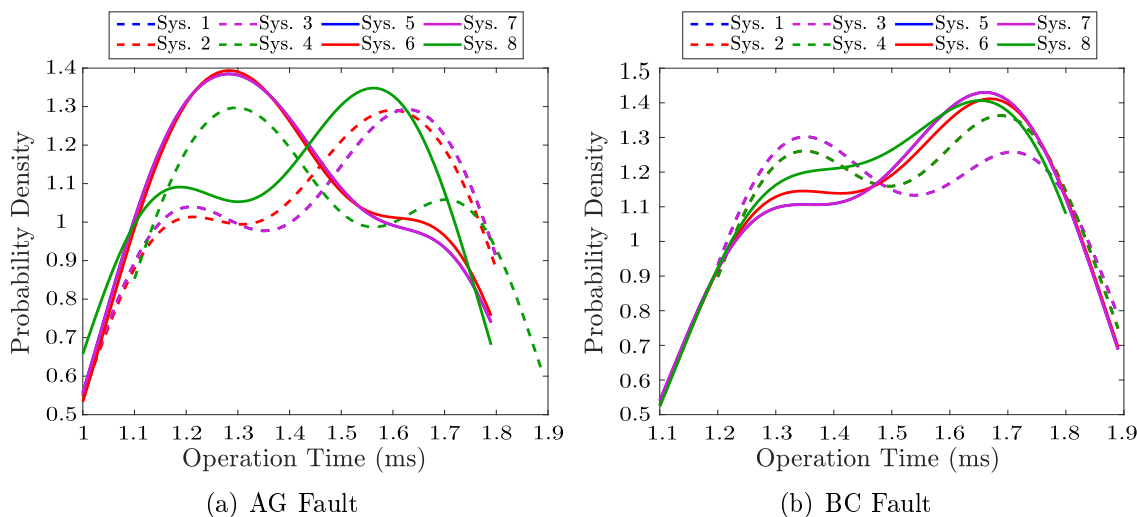 Sys. 1 Sys. 3 Sys. 5 Sys. 7
Sys. 2 Sys. 4 Sys. 6 Sys. 8
1.4
1.3
1.2
1.1
1
0.9
0.8
0.7
0.6
0.5
Probability Density
1 1.1 1.2 1.3 1.4 1.5 1.6 1.7 1.8 1.9
Operation Time (ms)
(a) AG Fault
Sys. 1 Sys. 3 Sys. 5 Sys. 7
Sys. 2 Sys. 4 Sys. 6 Sys. 8
1.5
1.4
1.3
1.2
1.1
1
0.9
0.8
0.7
0.6
0.5
Probability Density
1.1 1.2 1.3 1.4 1.5 1.6 1.7 1.8 1.9
Operation Time (ms)
(b) BC Fault